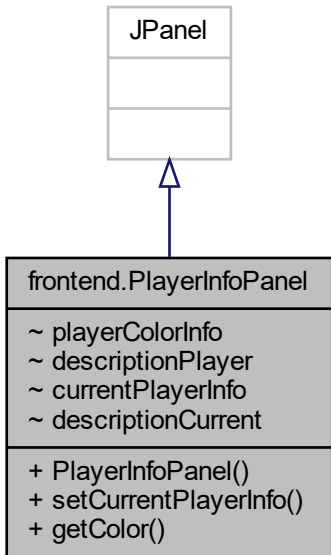 JPanel
frontend.PlayerInfoPanel
~ playerColorInfo
~ descriptionPlayer
~ currentPlayerInfo
~ descriptionCurrent
+ PlayerInfoPanel()
+ setCurrentPlayerInfo()
+ getColor()